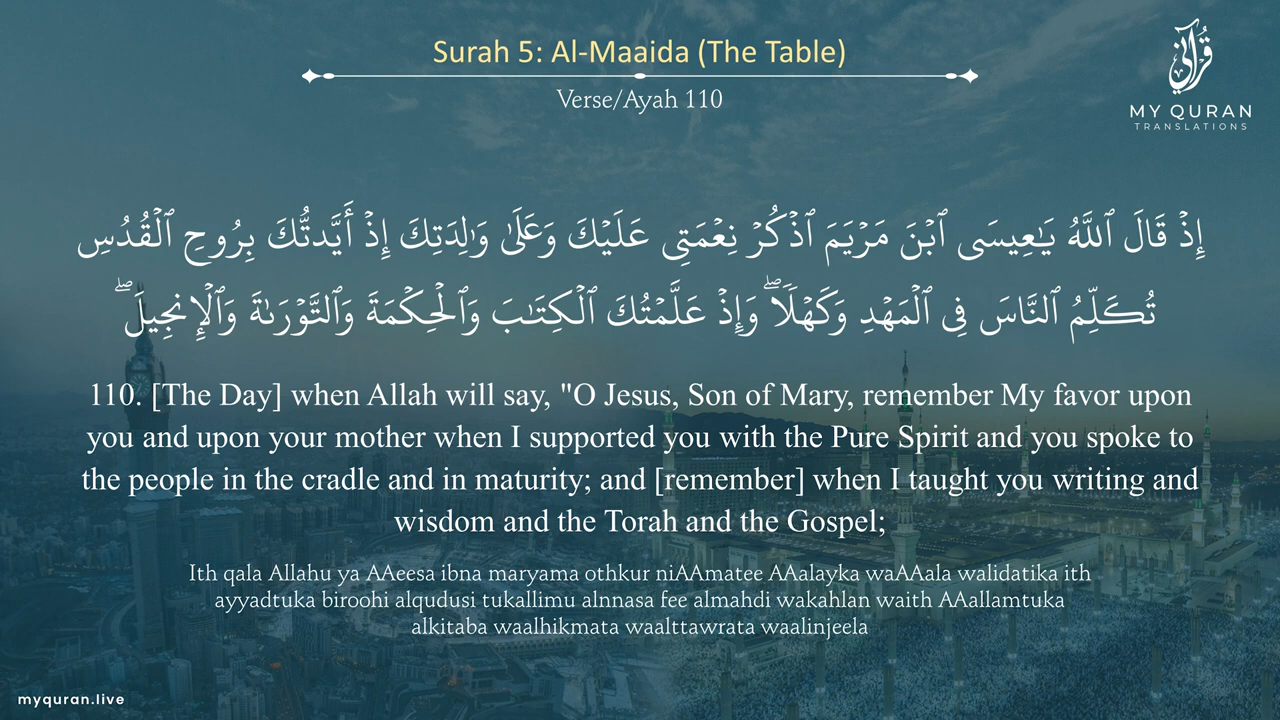 Surah 5: Al-Maaida (The Table)
Verse/Ayah 110
قرآني
MY QURAN
TRANSLATIONS
إِذْ قَالَ ٱللَّهُ يَـٰعِيسَى ٱبْنَ مَرْيَمَ ٱذْكُرْ نِعْمَتِى عَلَيْكَ وَعَلَىٰ وَٰلِدَتِكَ إِذْ أَيَّدتُّكَ بِرُوحِ ٱلْقُدُسِ
تُكَلِّمُ ٱلنَّاسَ فِى ٱلْمَهْدِ وَكَهْلًا ۖ وَإِذْ عَلَّمْتُكَ ٱلْكِتَـٰبَ وَٱلْحِكْمَةَ وَٱلتَّوْرَىٰةَ وَٱلْإِنجِيلَ ۖ
110. [The Day] when Allah will say, "O Jesus, Son of Mary, remember My favor upon
you and upon your mother when I supported you with the Pure Spirit and you spoke to
the people in the cradle and in maturity; and [remember] when I taught you writing and
wisdom and the Torah and the Gospel;
Ith qala Allahu ya AAeesa ibna maryama othkur niAAmatee AAalayka waAAala walidatika ith
ayyadtuka biroohi alqudusi tukallimu alnnasa fee almahdi wakahlan waith AAallamtuka
alkitaba waalhikmata waalttawrata waalinjeela
myquran.live